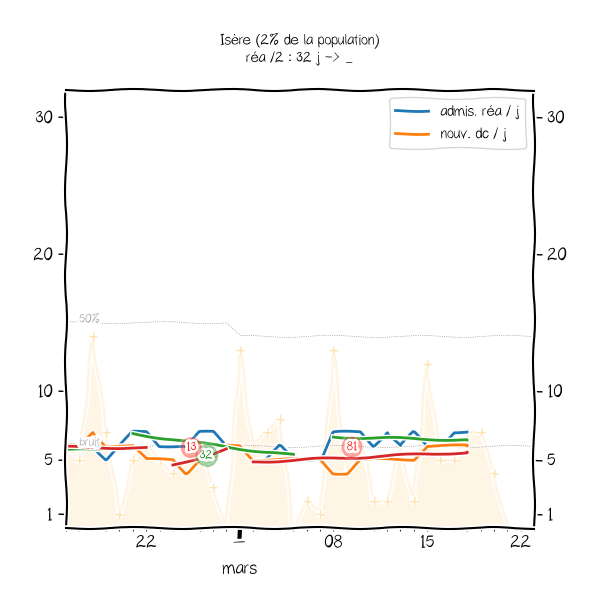 Isère (2% de la population)
réa /2 : 32 j -> _
admis. réa / j
nouv. dc / j
30 30
20 20
50%
10 10
bruit
13 32 81
5 5
1 1
22 1 08 15 22
mars